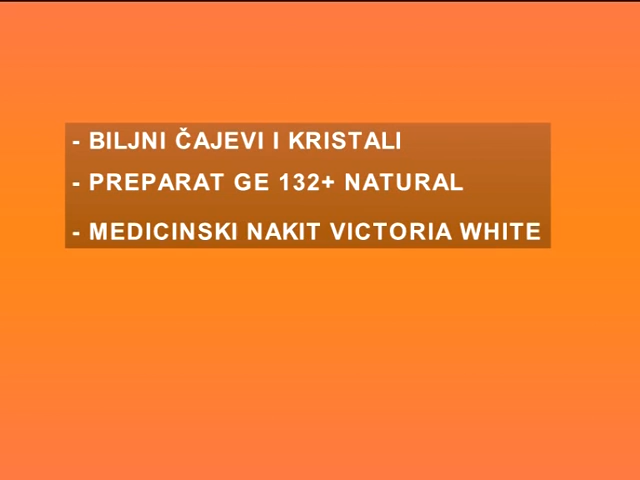 - BILJNI ČAJEVI I KRISTALI
- PREPARAT GE 132+ NATURAL
- MEDICINSKI NAKIT VICTORIA WHITE